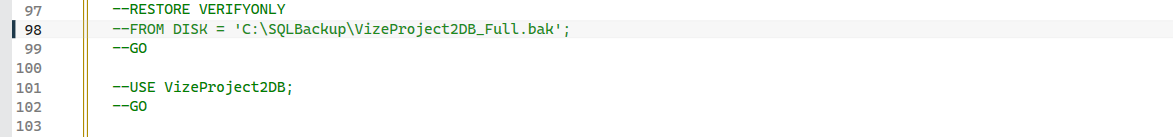 97 --RESTORE VERIFYONLY
98 --FROM DISK = 'C:\SQLBackup\VizeProject2DB_Full.bak';
99 --GO
100
101 --USE VizeProject2DB;
102 --GO
103